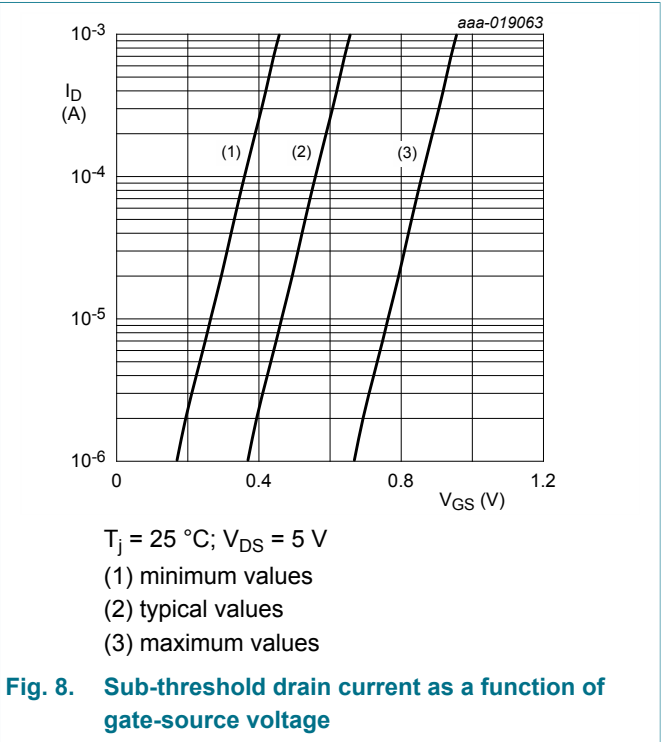 aaa-019063
10-3
ID
(A)
(1)
(2)
(3)
10-4
10-5
10-6
0
0.4
0.8
1.2
VGS (V)
Tj = 25 °C; VDS = 5 V
(1) minimum values
(2) typical values
(3) maximum values
Fig. 8. Sub-threshold drain current as a function of
gate-source voltage